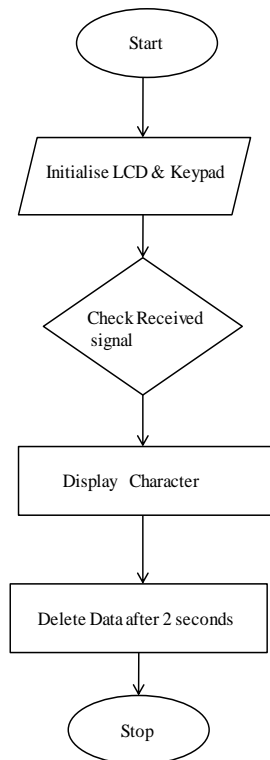 Start
Initialise LCD & Keypad
Check Received
signal
Display Character
Delete Data after 2 seconds
Stop